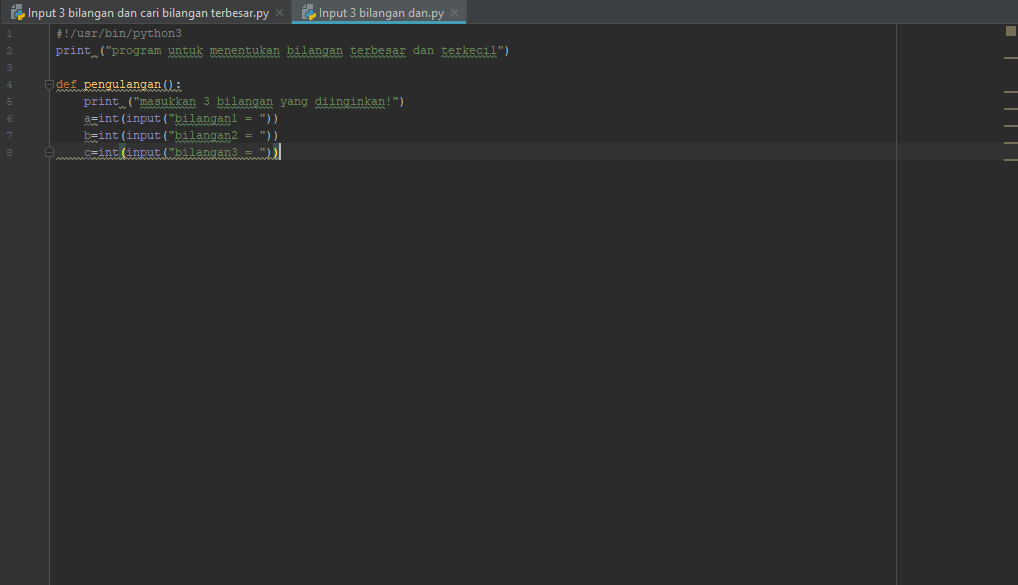 Input 3 bilangan dan cari bilangan terbesar.py Input 3 bilangan dan.py
1 #!/usr/bin/python3
2 print ("program untuk menentukan bilangan terbesar dan terkecil")
3
4 def pengulangan():
5 print ("masukkan 3 bilangan yang diinginkan!")
6 a=int(input("bilangan1 = "))
7 b=int(input("bilangan2 = "))
8 c=int(input("bilangan3 = "))